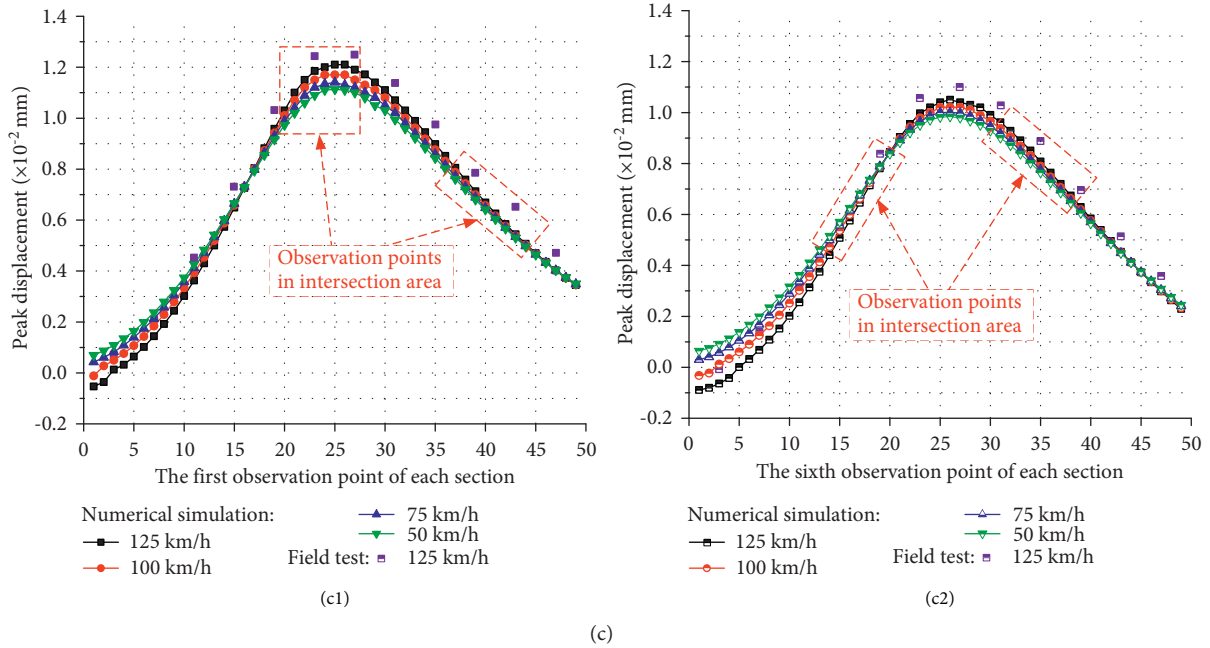 1.4
1.2
1.0
0.8
0.6
0.4
0.2
0.0
-0.2
Peak displacement (×10⁻² mm)
Observation points
in intersection area
0 5 10 15 20 25 30 35 40 45 50
The first observation point of each section
Numerical simulation:
125 km/h
100 km/h
75 km/h
50 km/h
Field test: 125 km/h
(c1)
1.4
1.2
1.0
0.8
0.6
0.4
0.2
0.0
-0.2
Peak displacement (×10⁻² mm)
Observation points
in intersection area
0 5 10 15 20 25 30 35 40 45 50
The sixth observation point of each section
Numerical simulation:
125 km/h
100 km/h
75 km/h
50 km/h
Field test: 125 km/h
(c2)
(c)